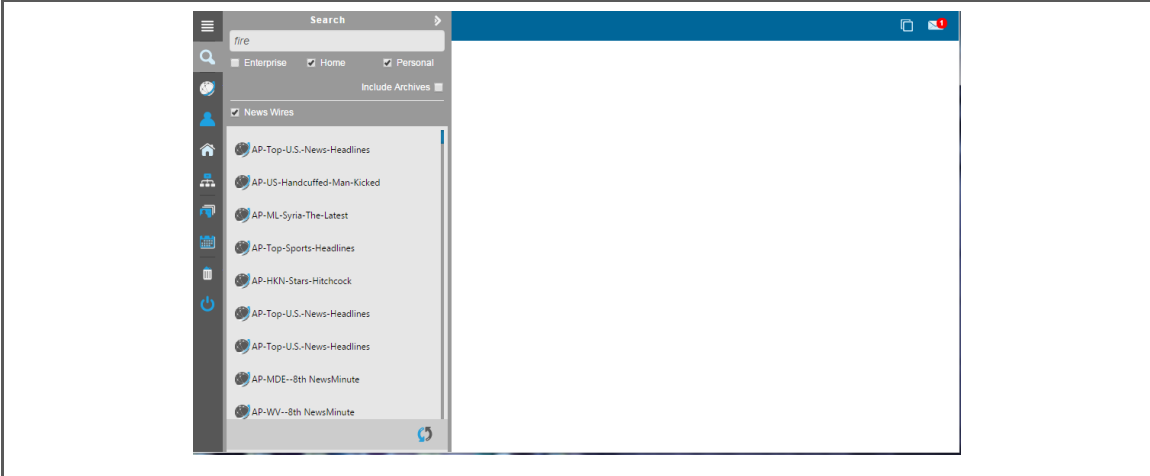 Search
1
fire
Enterprise Home Personal
Include Archives
News Wires
AP-Top-U.S.-News-Headlines
AP-US-Handcuffed-Man-Kicked
AP-ML-Syria-The-Latest
AP-Top-Sports-Headlines
AP-HKN-Stars-Hitchcock
AP-Top-U.S.-News-Headlines
AP-Top-U.S.-News-Headlines
AP-MDE--8th NewsMinute
AP-WV--8th NewsMinute